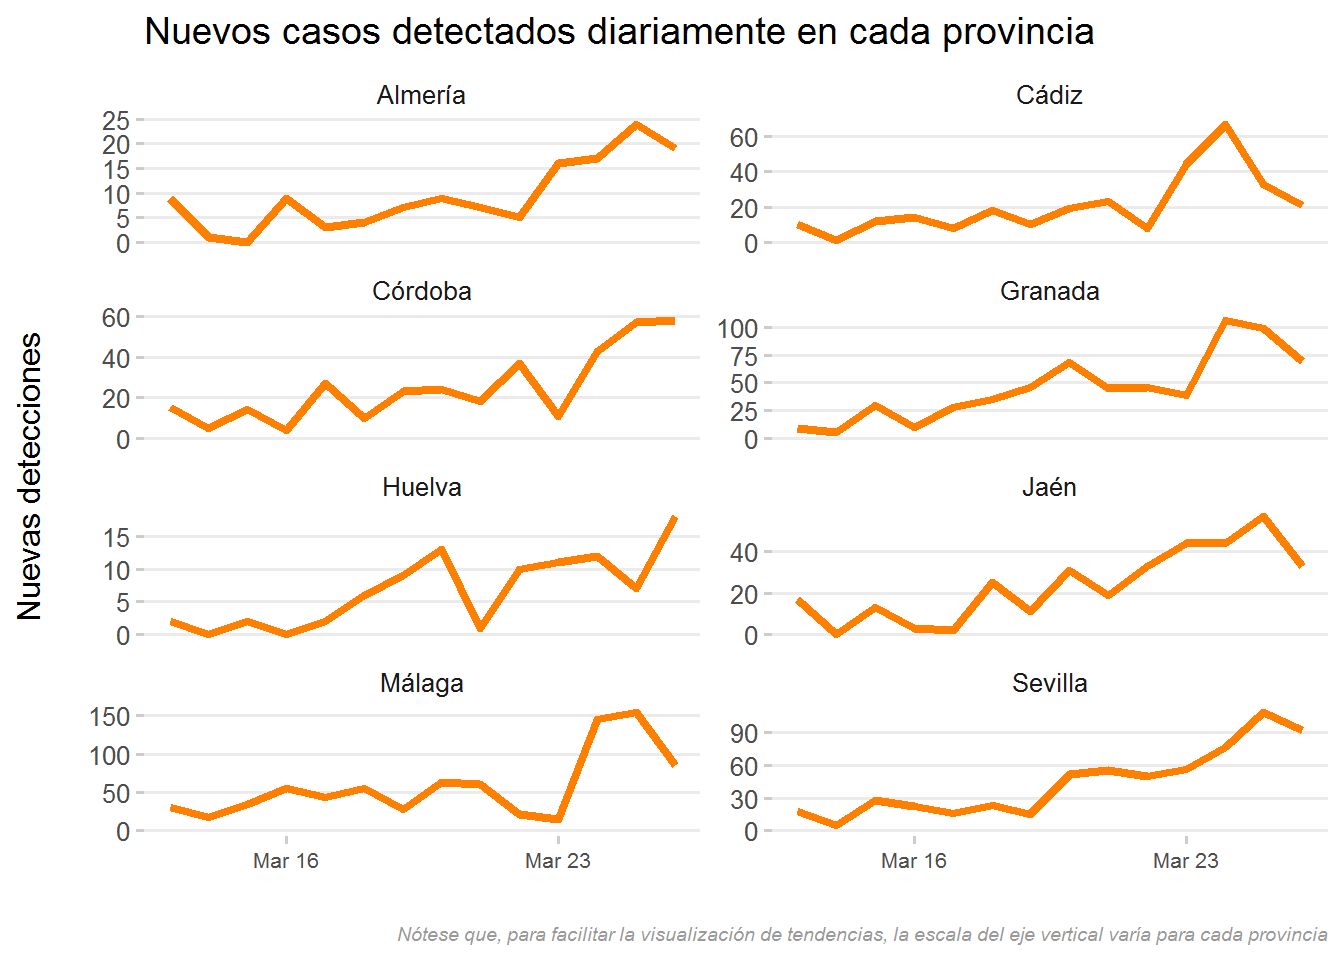 Nuevos casos detectados diariamente en cada provincia
Nuevas detecciones
Almería
25
20
15
10
5
0
Cádiz
60
40
20
0
Córdoba
60
40
20
0
Granada
100
75
50
25
0
Huelva
15
10
5
0
Jaén
40
20
0
Málaga
150
100
50
0
Mar 16
Mar 23
Sevilla
90
60
30
0
Mar 16
Mar 23
Nótese que, para facilitar la visualización de tendencias, la escala del eje vertical varía para cada provincia